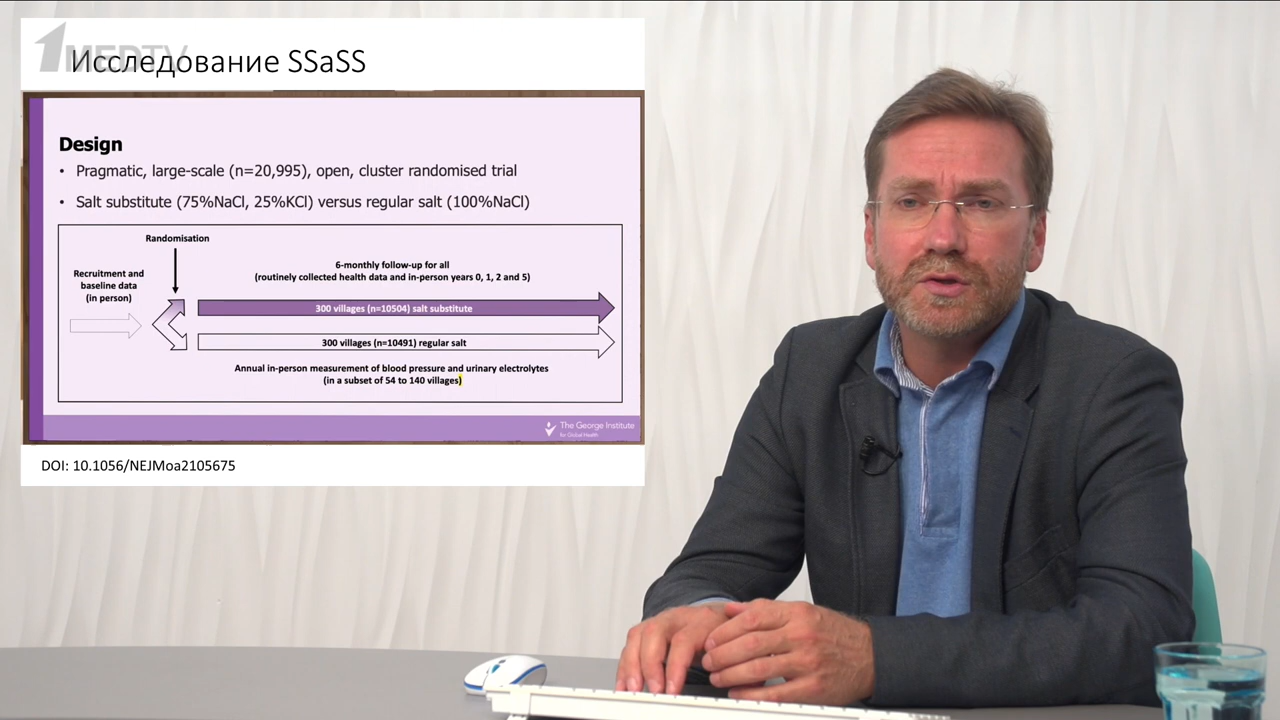 1MEDTV
Исследование SSaSS
Design
• Pragmatic, large-scale (n=20,995), open, cluster randomised trial
• Salt substitute (75%NaCl, 25%KCl) versus regular salt (100%NaCl)
Randomisation
Recruitment and
baseline data
(in person)
6-monthly follow-up for all
(routinely collected health data and in-person years 0, 1, 2 and 5)
300 villages (n=10504) salt substitute
300 villages (n=10491) regular salt
Annual in-person measurement of blood pressure and urinary electrolytes
(in a subset of 54 to 140 villages)
The George Institute
for Global Health
DOI: 10.1056/NEJMoa2105675